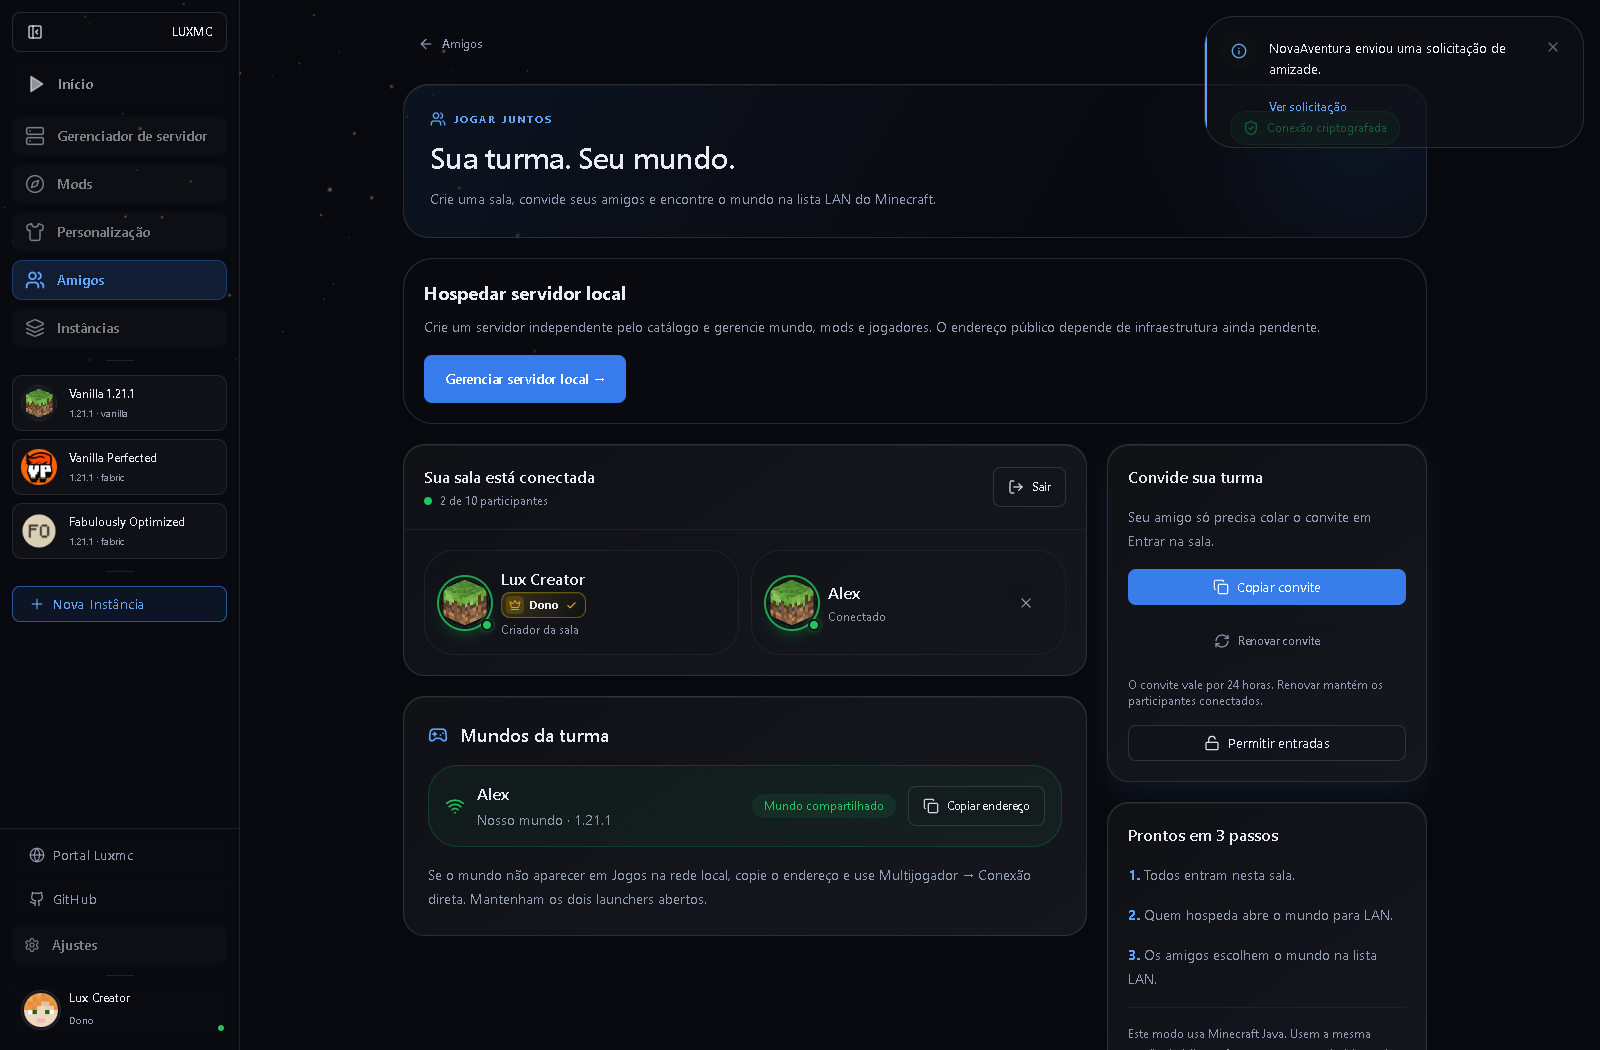 LUXMC
Início
Gerenciador de servidor
Mods
Personalização
Amigos
Instâncias
Vanilla 1.21.1
1.21.1 · vanilla
Vanilla Perfected
1.21.1 · fabric
Fabulously Optimized
1.21.1 · fabric
Nova Instância
Portal Luxmc
GitHub
Ajustes
Lux Creator
Dono
Amigos
JOGAR JUNTOS
Sua turma. Seu mundo.
Crie uma sala, convide seus amigos e encontre o mundo na lista LAN do Minecraft.
NovaAventura enviou uma solicitação de
amizade.
Ver solicitação
Conexão criptografada
Hospedar servidor local
Crie um servidor independente pelo catálogo e gerencie mundo, mods e jogadores. O endereço público depende de infraestrutura ainda pendente.
Gerenciar servidor local →
Sua sala está conectada
2 de 10 participantes
Sair
Lux Creator
Dono
Criador da sala
Alex
Conectado
Mundos da turma
Alex
Nosso mundo · 1.21.1
Mundo compartilhado
Copiar endereço
Se o mundo não aparecer em Jogos na rede local, copie o endereço e use Multijogador → Conexão
direta. Mantenham os dois launchers abertos.
Convide sua turma
Seu amigo só precisa colar o convite em
Entrar na sala.
Copiar convite
Renovar convite
O convite vale por 24 horas. Renovar mantém os
participantes conectados.
Permitir entradas
Prontos em 3 passos
1. Todos entram nesta sala.
2. Quem hospeda abre o mundo para LAN.
3. Os amigos escolhem o mundo na lista
LAN.
Este modo usa Minecraft Java. Usem a mesma